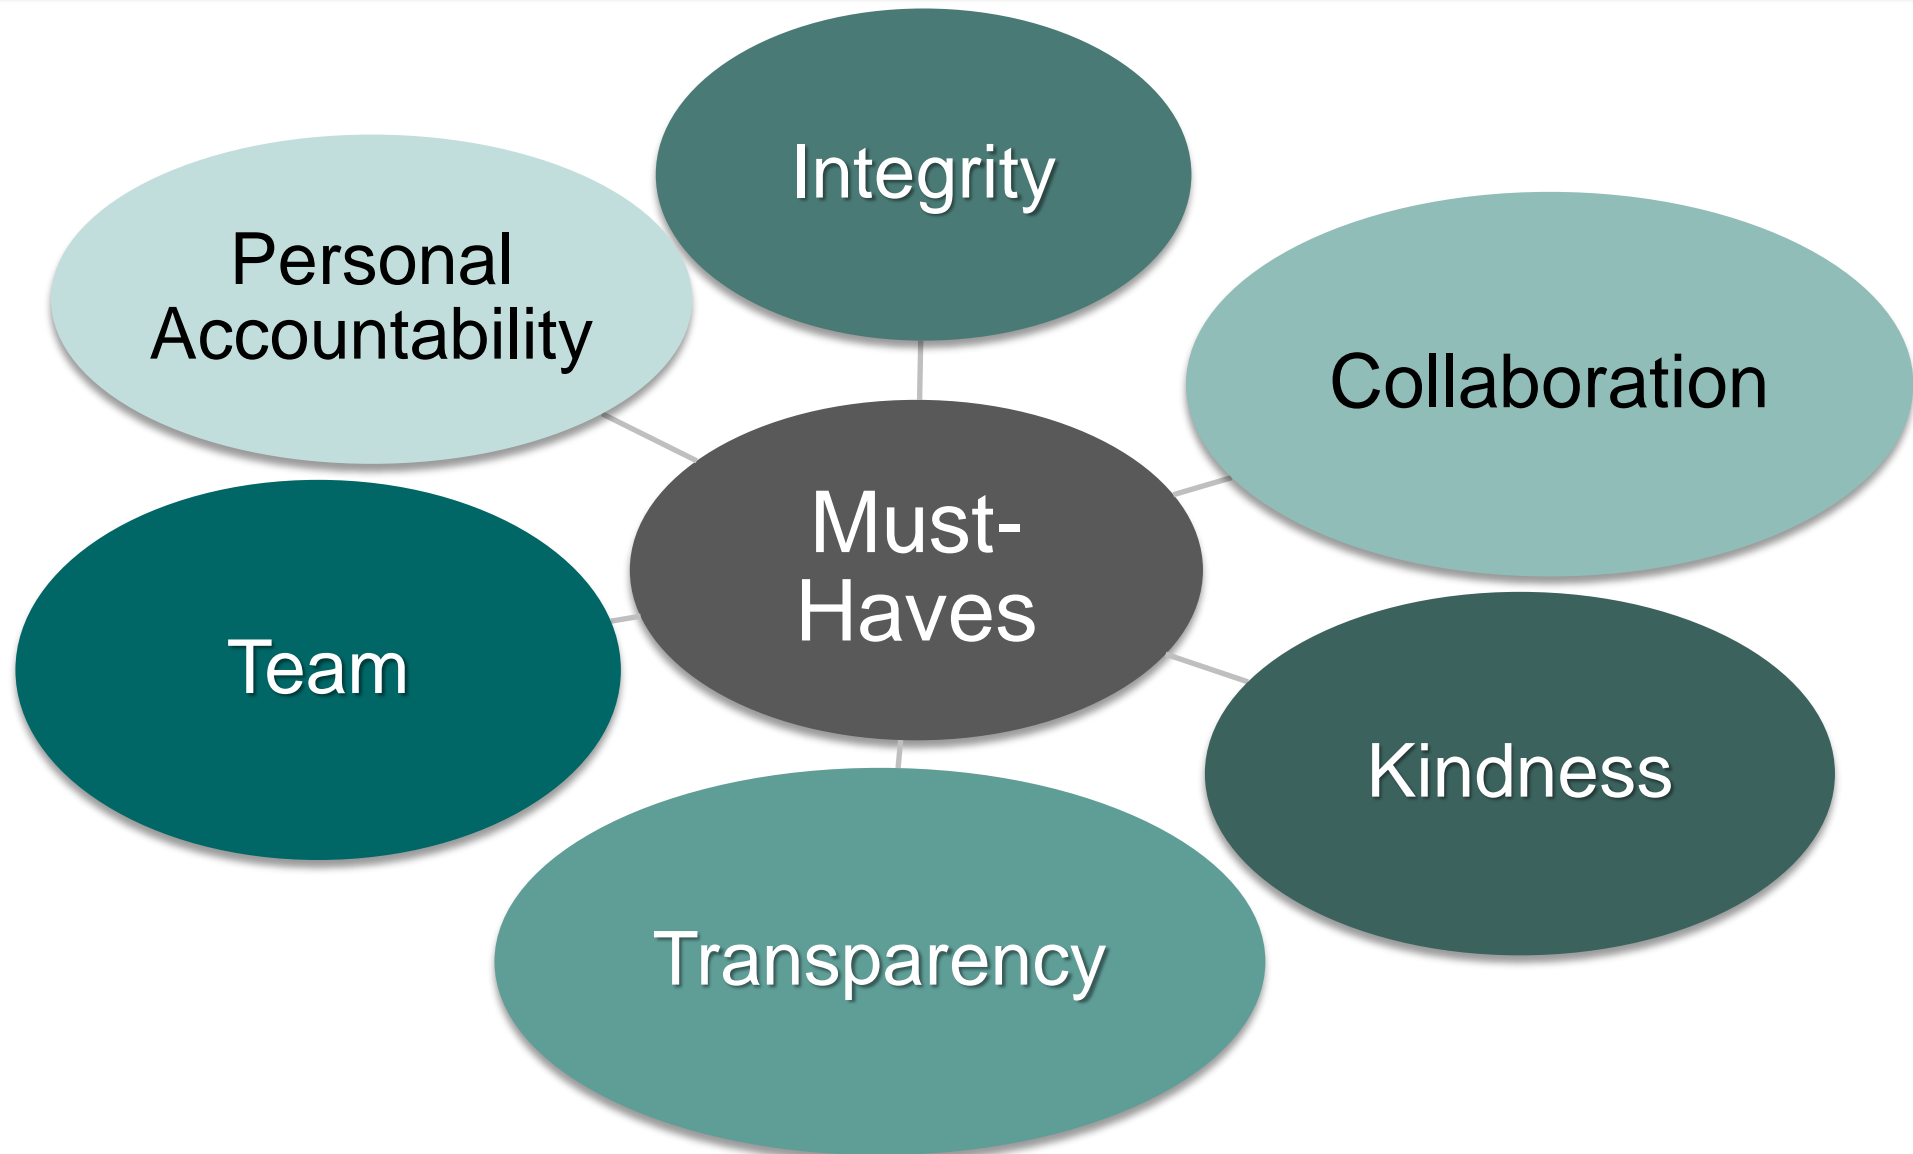 Integrity
Personal
Accountability
Collaboration
Must-
Haves
Team
Kindness
Transparency